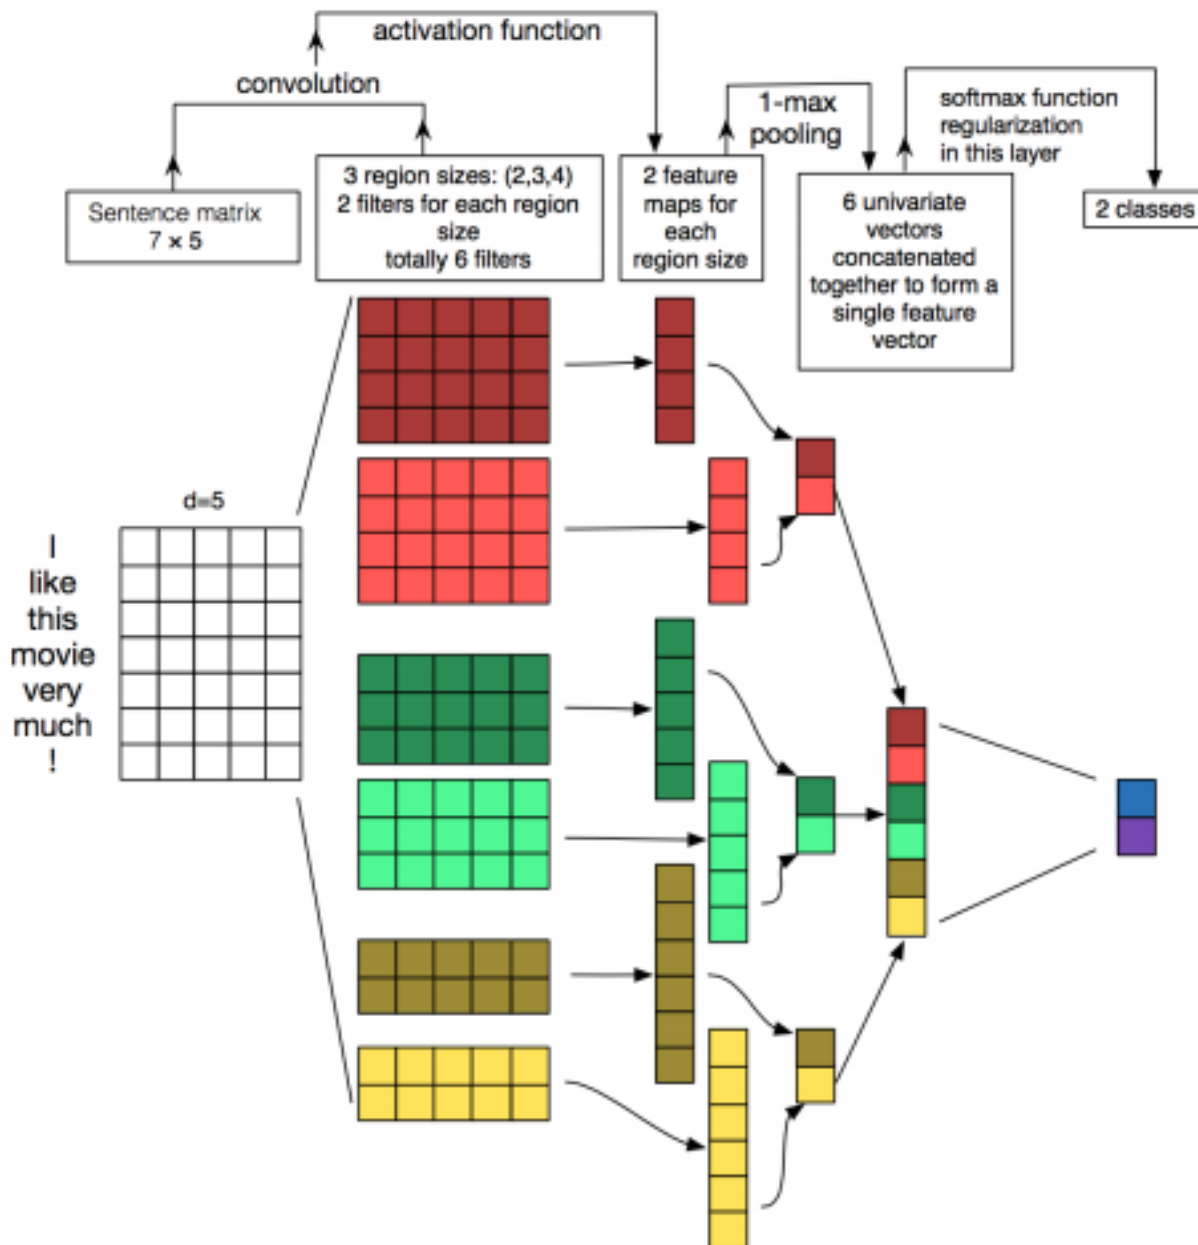 activation function
convolution
1-max
pooling
softmax function
regularization
in this layer
Sentence matrix
7 × 5
3 region sizes: (2,3,4)
2 filters for each region
size
totally 6 filters
2 feature
maps for
each
region size
6 univariate
vectors
concatenated
together to form a
single feature
vector
2 classes
d=5
I
like
this
movie
very
much
!